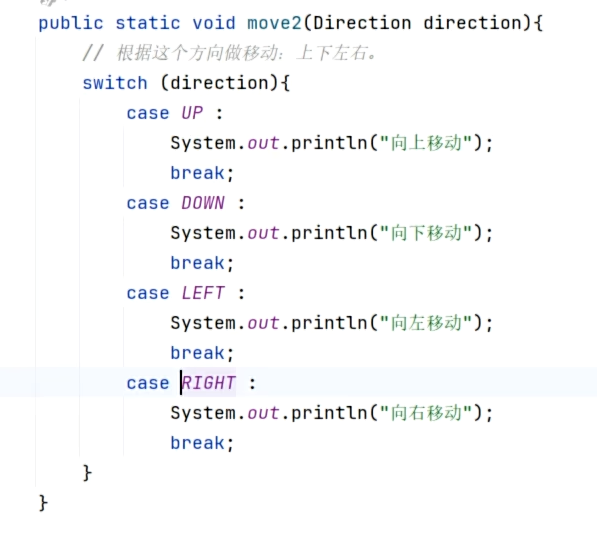 public static void move2(Direction direction){
// 根据这个方向做移动：上下左右。
switch (direction){
case UP :
System.out.println("向上移动");
break;
case DOWN :
System.out.println("向下移动");
break;
case LEFT :
System.out.println("向左移动");
break;
case RIGHT :
System.out.println("向右移动");
break;
}
}